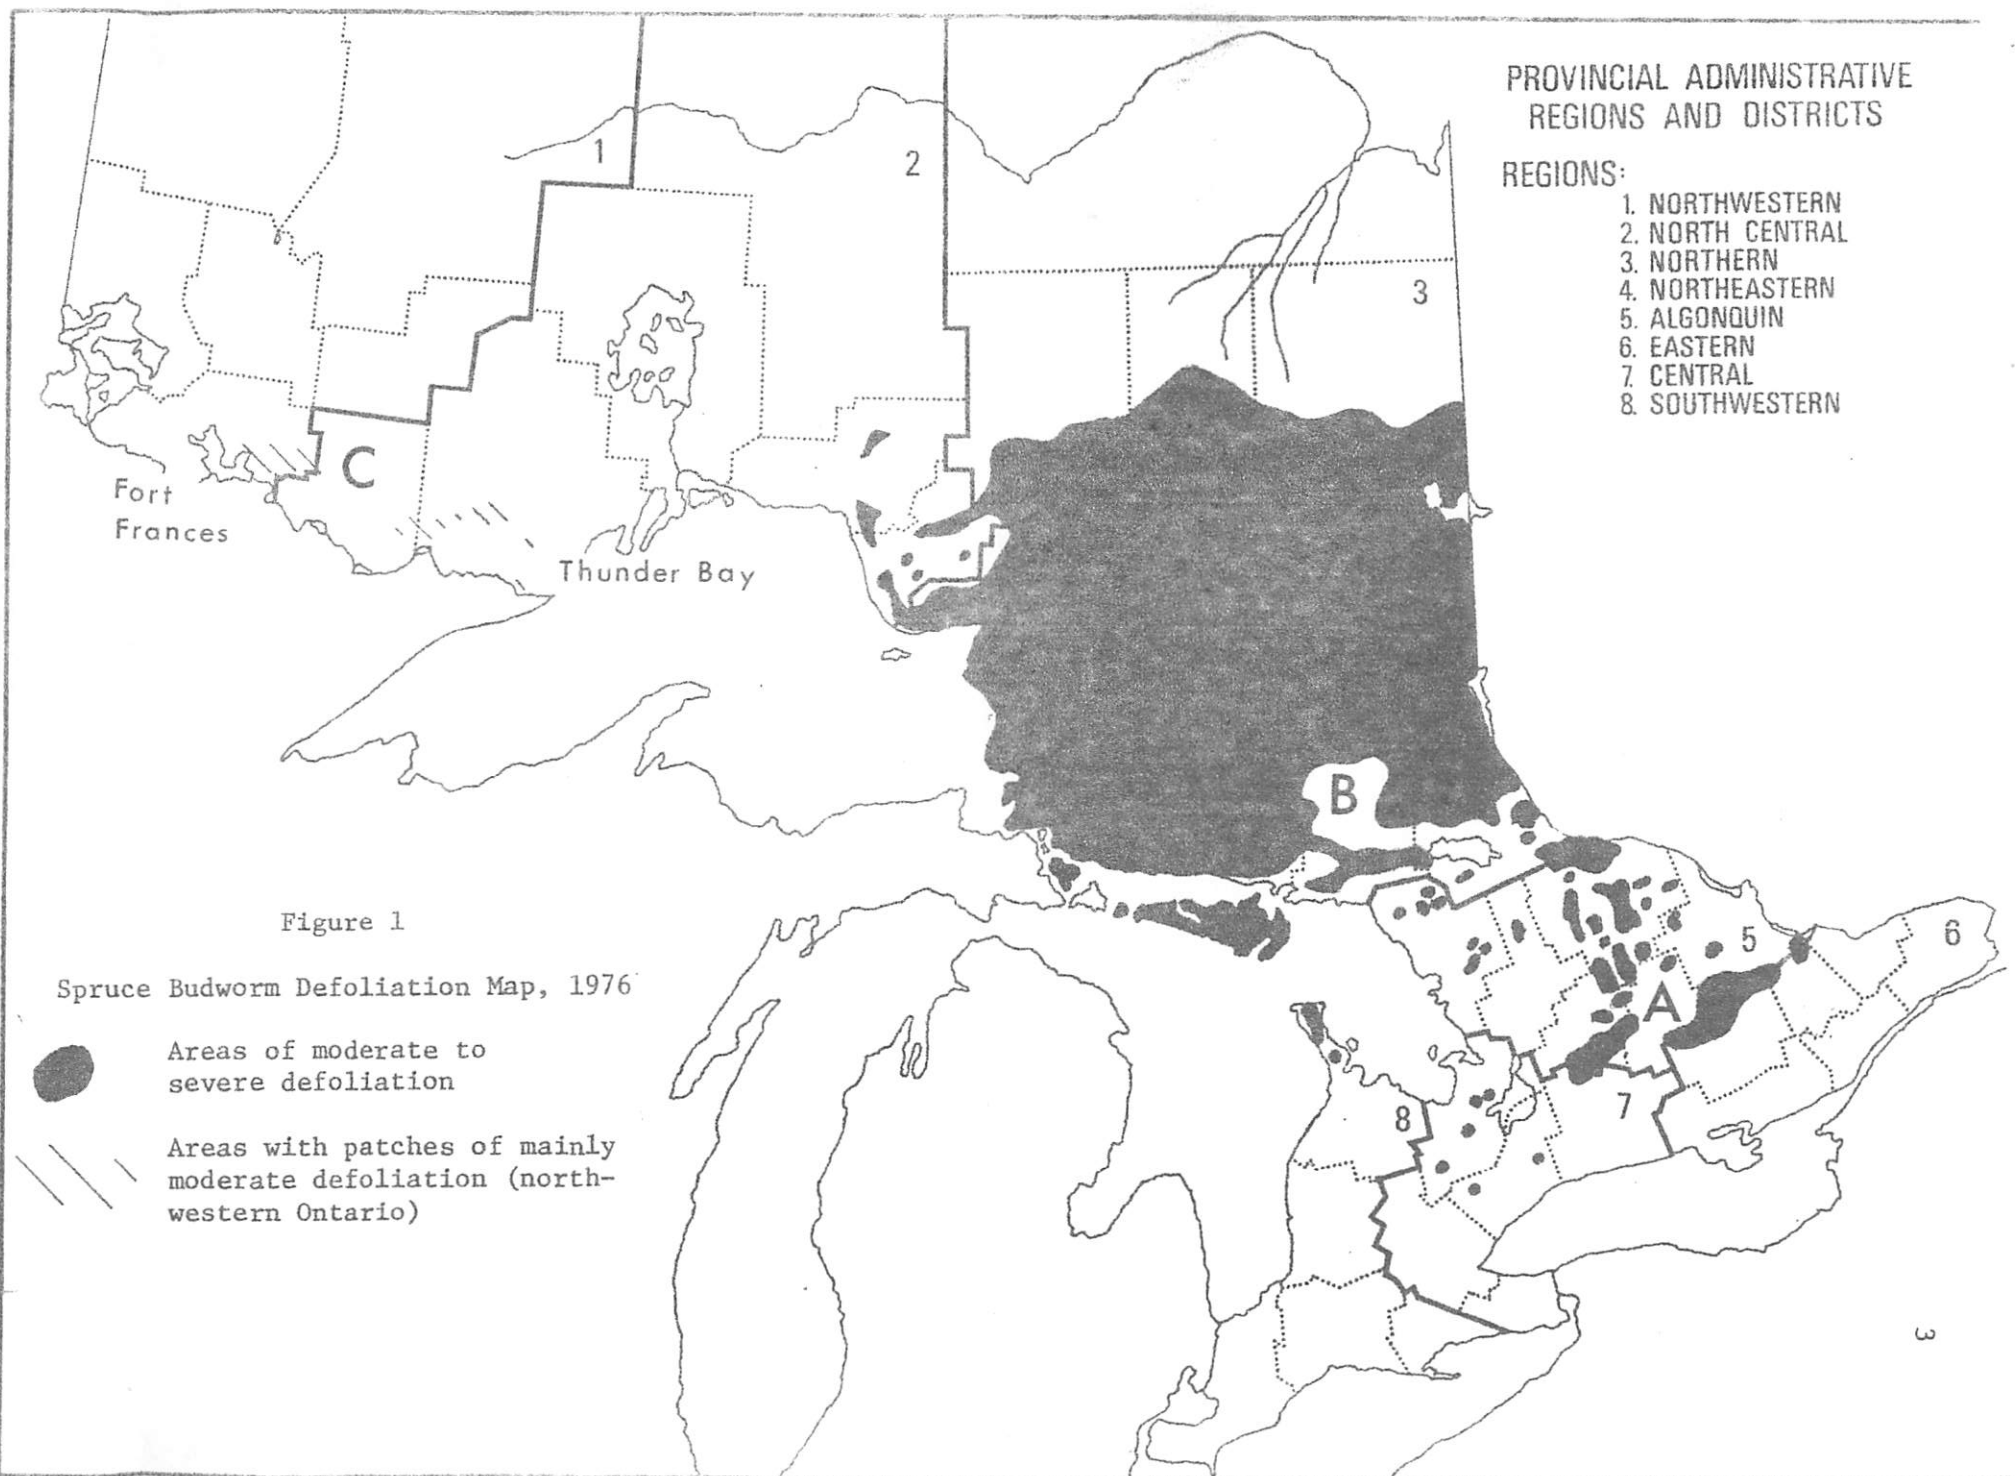 PROVINCIAL ADMINISTRATIVE
REGIONS AND DISTRICTS
REGIONS:
1. NORTHWESTERN
2. NORTH CENTRAL
3. NORTHERN
4. NORTHEASTERN
5. ALGONQUIN
6. EASTERN
7. CENTRAL
8. SOUTHWESTERN
1
2
3
C
Fort
Frances
Thunder Bay
B
5
6
A
7
8
Figure 1
Spruce Budworm Defoliation Map, 1976
Areas of moderate to
severe defoliation
Areas with patches of mainly
moderate defoliation (north-
western Ontario)
3